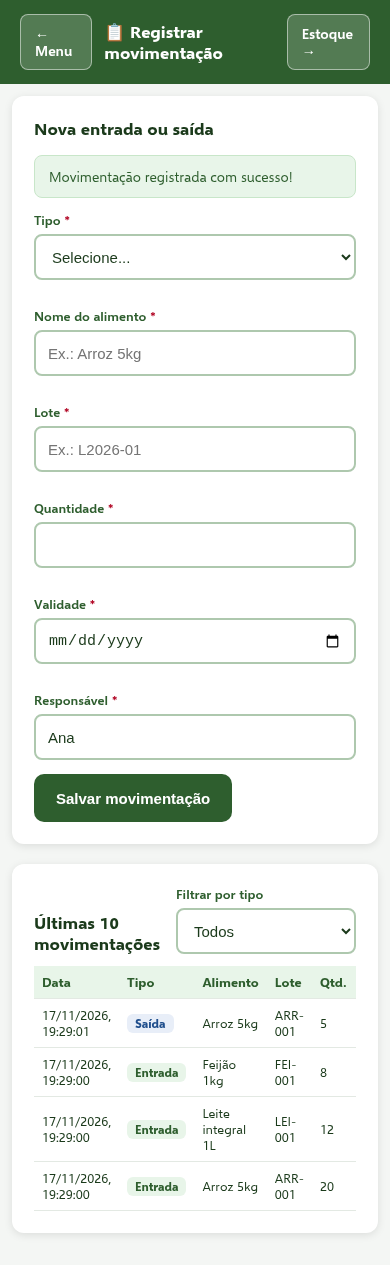 ←
Menu
📋 Registrar
movimentação
Estoque
→
Nova entrada ou saída
Movimentação registrada com sucesso!
Tipo *
Selecione...
Nome do alimento *
Ex.: Arroz 5kg
Lote *
Ex.: L2026-01
Quantidade *
Validade *
mm/dd/yyyy
Responsável *
Ana
Salvar movimentação
Últimas 10
movimentações
Filtrar por tipo
Todos
Data Tipo Alimento Lote Qtd.
17/11/2026,
19:29:01
Saída
Arroz 5kg
ARR-
001
5
17/11/2026,
19:29:00
Entrada
Feijão
1kg
FEI-
001
8
17/11/2026,
19:29:00
Entrada
Leite
integral
1L
LEI-
001
12
17/11/2026,
19:29:00
Entrada
Arroz 5kg
ARR-
001
20